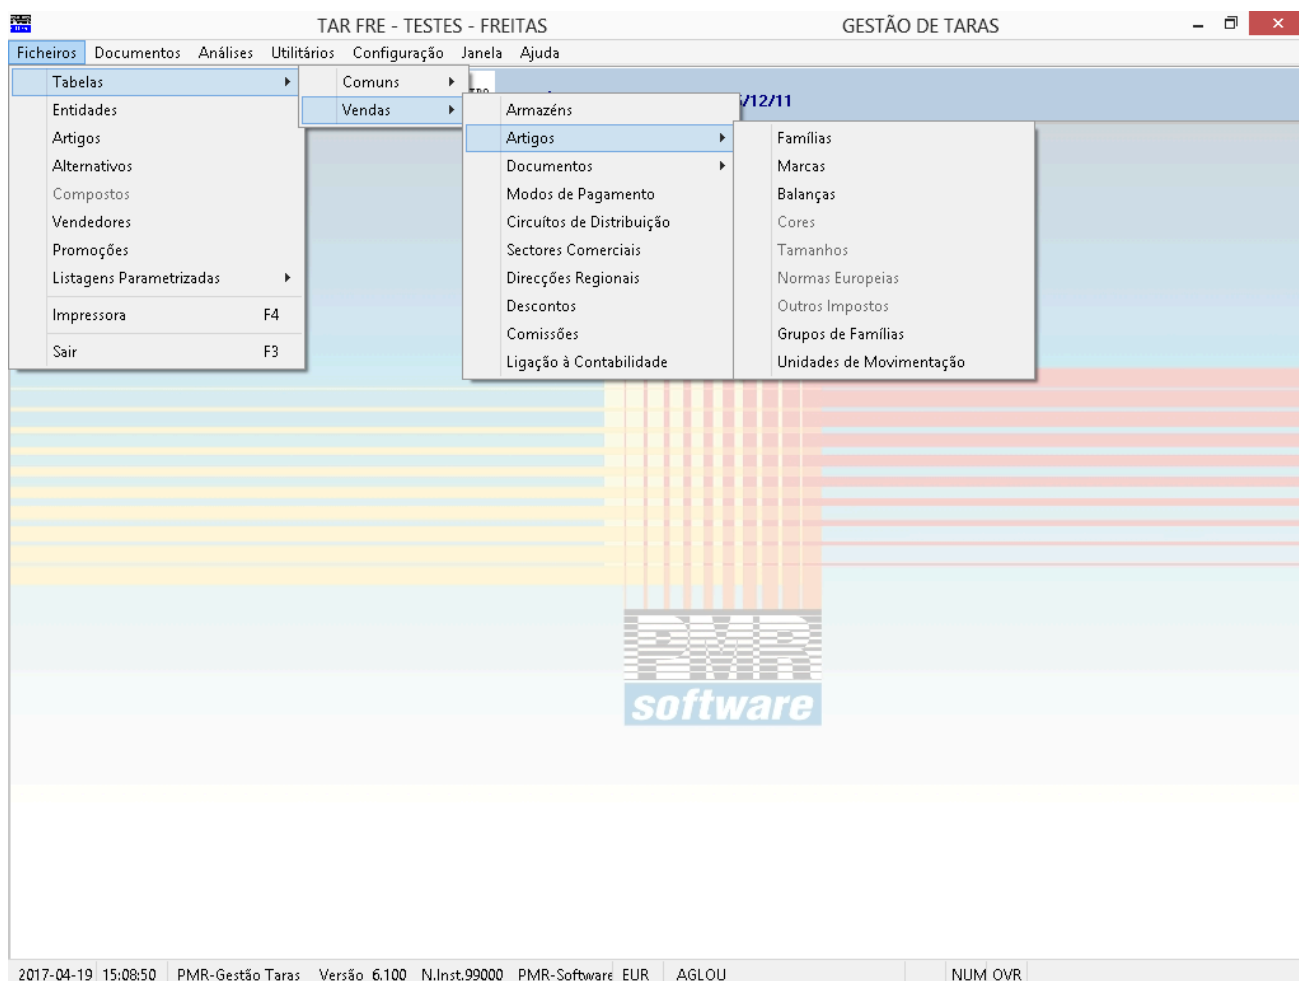 TAR FRE - TESTES - FREITAS GESTÃO DE TARAS
Ficheiros Documentos Análises Utilitários Configuração Janela Ajuda
Tabelas
Entidades
Artigos
Alternativos
Compostos
Vendedores
Promoções
Listagens Parametrizadas
Impressora F4
Sair F3
Comuns
Vendas
/12/11
Armazéns
Artigos
Documentos
Modos de Pagamento
Circuítos de Distribuição
Sectores Comerciais
Direcções Regionais
Descontos
Comissões
Ligação à Contabilidade
Famílias
Marcas
Balanças
Cores
Tamanhos
Normas Europeias
Outros Impostos
Grupos de Famílias
Unidades de Movimentação
PMR
software
2017-04-19 15:08:50 PMR-Gestão Taras Versão 6.100 N.Inst.99000 PMR-Software EUR AGLOU NUM OVR